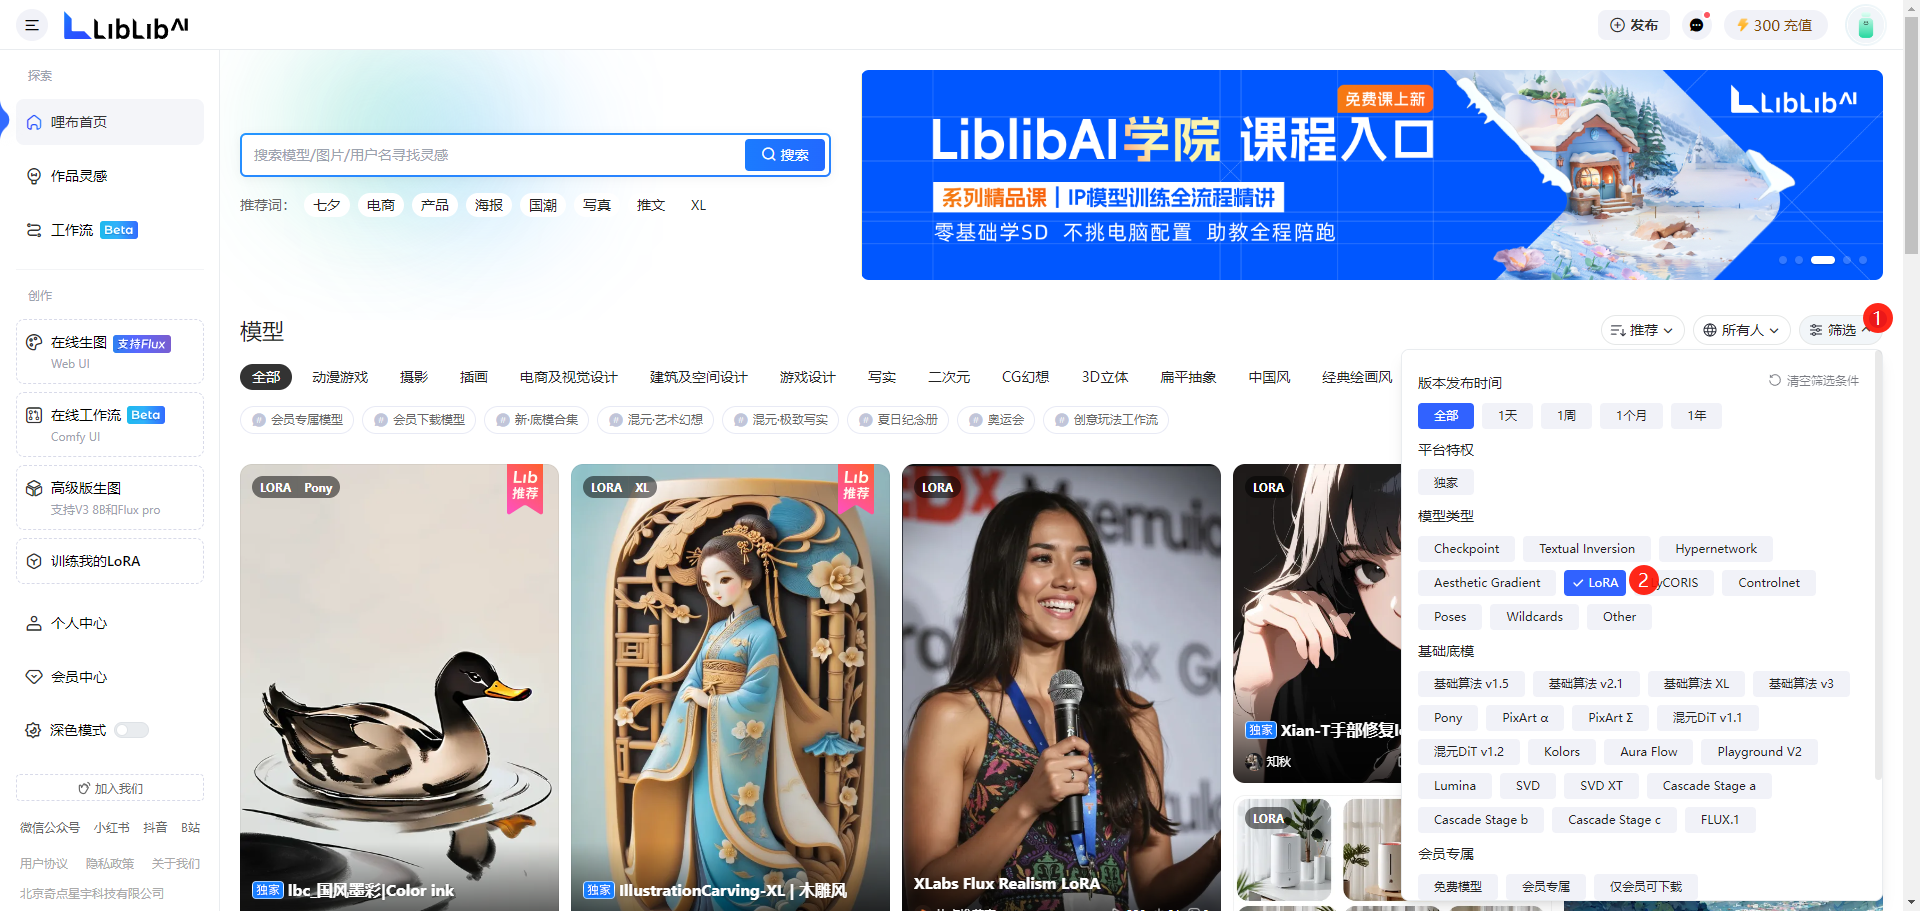 LIBLIBAI
发布
300 充值
探索
哩布首页
作品灵感
工作流 Beta
创作
在线生图 支持Flux
Web UI
在线工作流 Beta
Comfy UI
高级版生图
支持V3 8B和Flux pro
训练我的LoRA
个人中心
会员中心
深色模式
加入我们
微信公众号 小红书 抖音 B站
用户协议 隐私政策 关于我们
北京奇点星宇科技有限公司
搜索模型/图片/用户名寻找灵感
搜索
推荐词: 七夕 电商 产品 海报 国潮 写真 推文 XL
免费课上新
LIBLIBAI
LiblibAI学院 课程入口
系列精品课 | IP模型训练全流程精讲
零基础学SD 不挑电脑配置 助教全程陪跑
模型
推荐 所有人 筛选 1
全部 动漫游戏 摄影 插画 电商及视觉设计 建筑及空间设计 游戏设计 写实 二次元 CG幻想 3D立体 扁平抽象 中国风 经典绘画风
# 会员专属模型 # 会员下载模型 # 新·底模合集 # 混元·艺术幻想 # 混元·极致写实 # 夏日纪念册 # 奥运会 # 创意玩法工作流
LORA Pony
Lib
推荐
独家 lbc_国风墨彩|Color ink
LORA XL
Lib
推荐
独家 IllustrationCarving-XL | 木雕风
LORA
XLabs Flux Realism LoRA
LORA
独家 Xian-T手部修复l
知秋
LORA
版本发布时间 清空筛选条件
全部 1天 1周 1个月 1年
平台特权
独家
模型类型
Checkpoint Textual Inversion Hypernetwork
Aesthetic Gradient LoRA 2 yCORIS Controlnet
Poses Wildcards Other
基础底模
基础算法 v1.5 基础算法 v2.1 基础算法 XL 基础算法 v3
Pony PixArt α PixArt Σ 混元DiT v1.1
混元DiT v1.2 Kolors Aura Flow Playground V2
Lumina SVD SVD XT Cascade Stage a
Cascade Stage b Cascade Stage c FLUX.1
会员专属
免费模型 会员专属 仅会员可下载